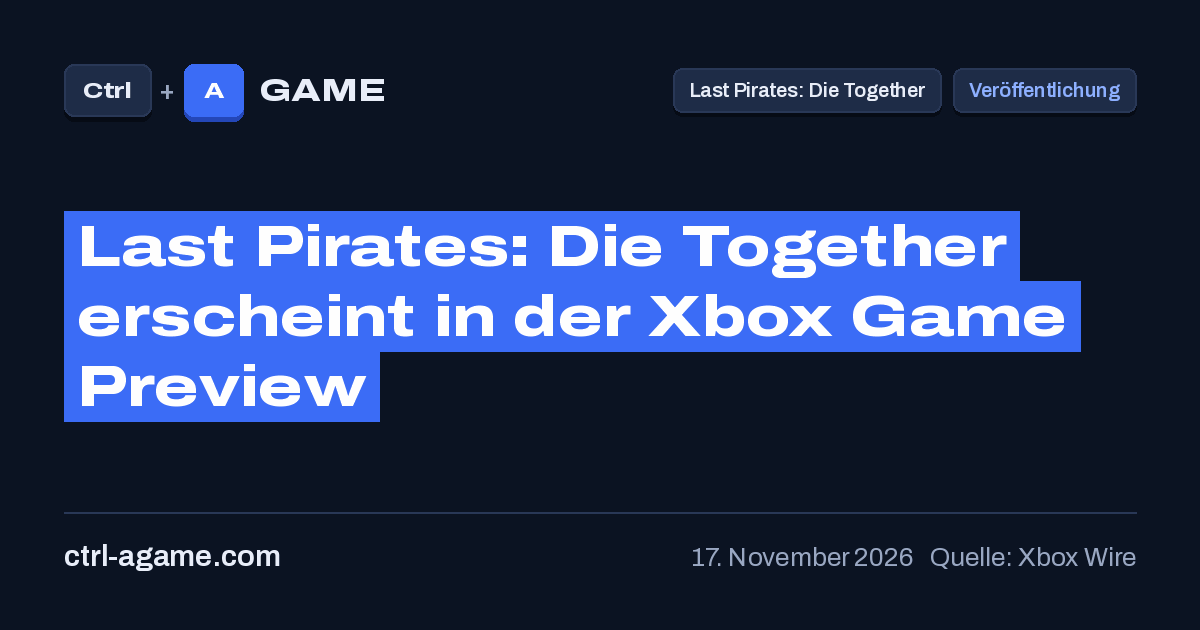 Ctrl + A GAME
Last Pirates: Die Together
Veröffentlichung
Last Pirates: Die Together
erscheint in der Xbox Game
Preview
ctrl-agame.com
17. November 2026 Quelle: Xbox Wire